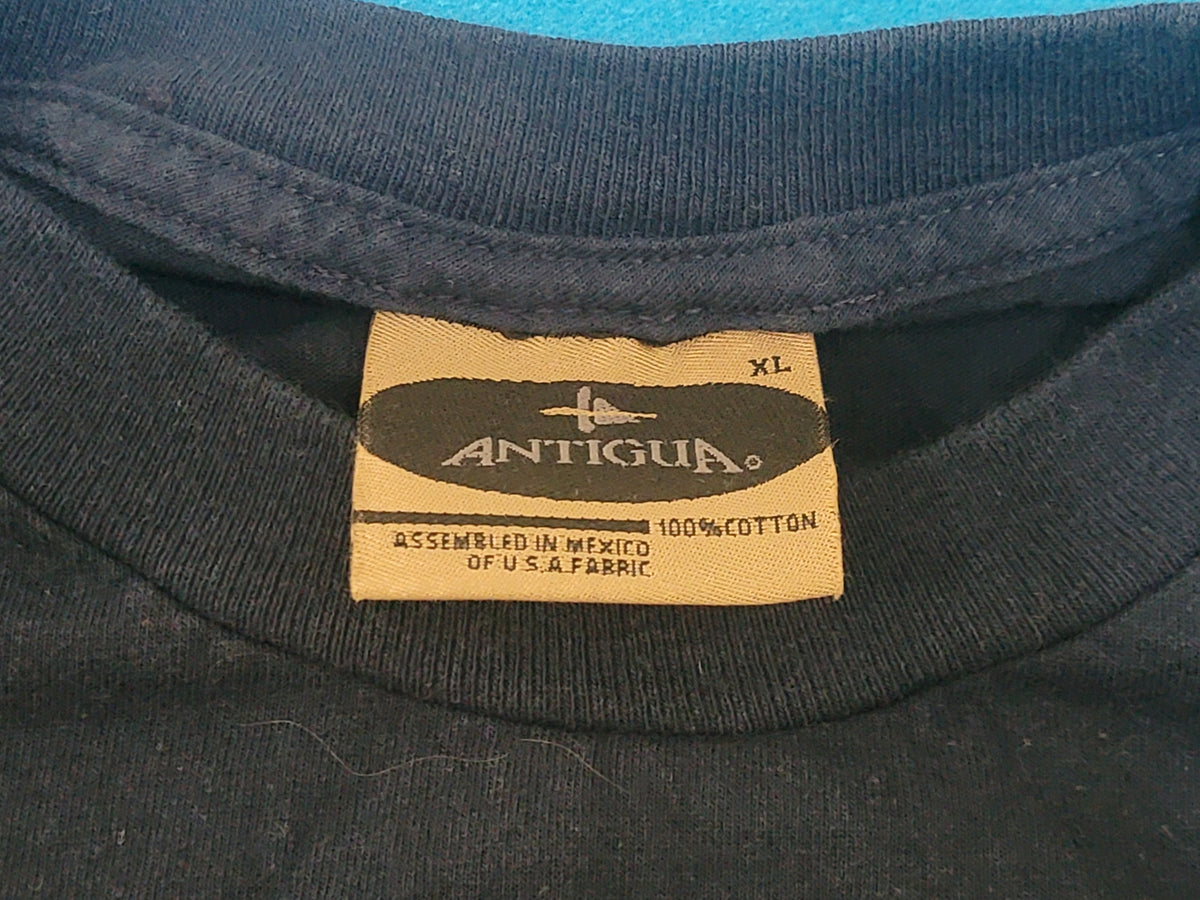 XL
ANTIGUA®
100% COTTON
ASSEMBLED IN MEXICO
OF U.S.A. FABRIC